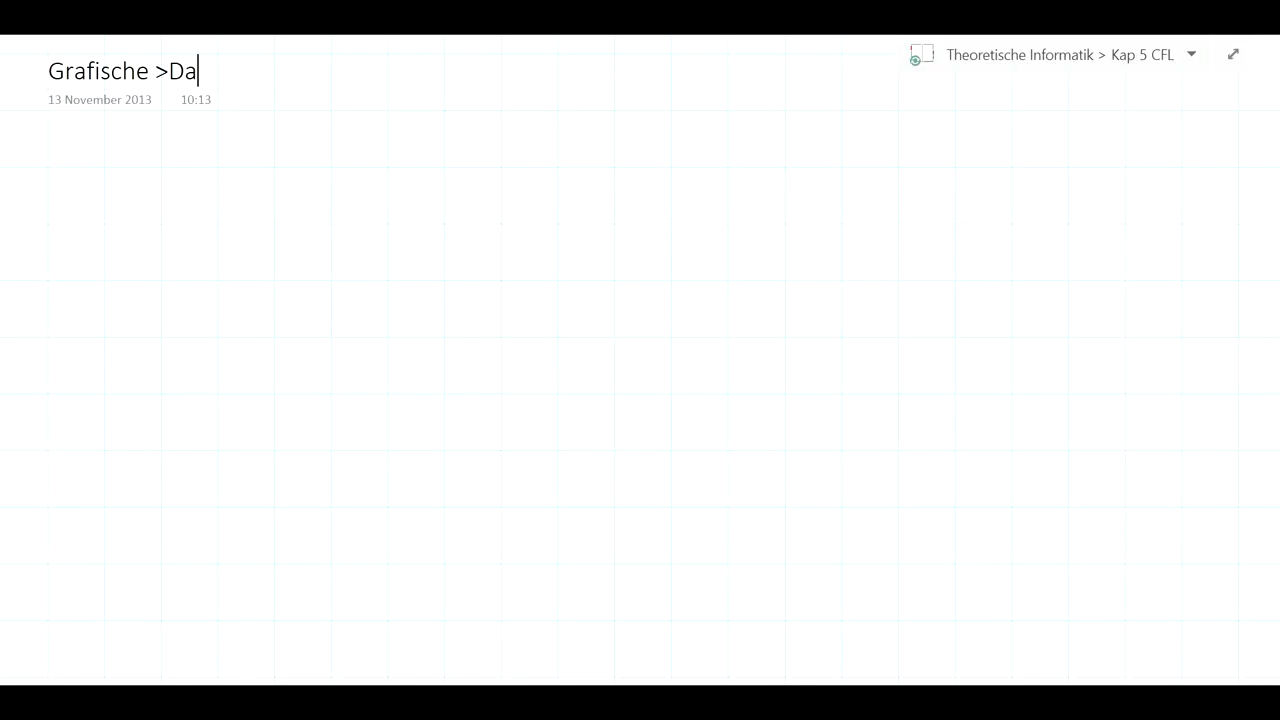 Grafische >Da
Theoretische Informatik > Kap 5 CFL
13 November 2013 10:13